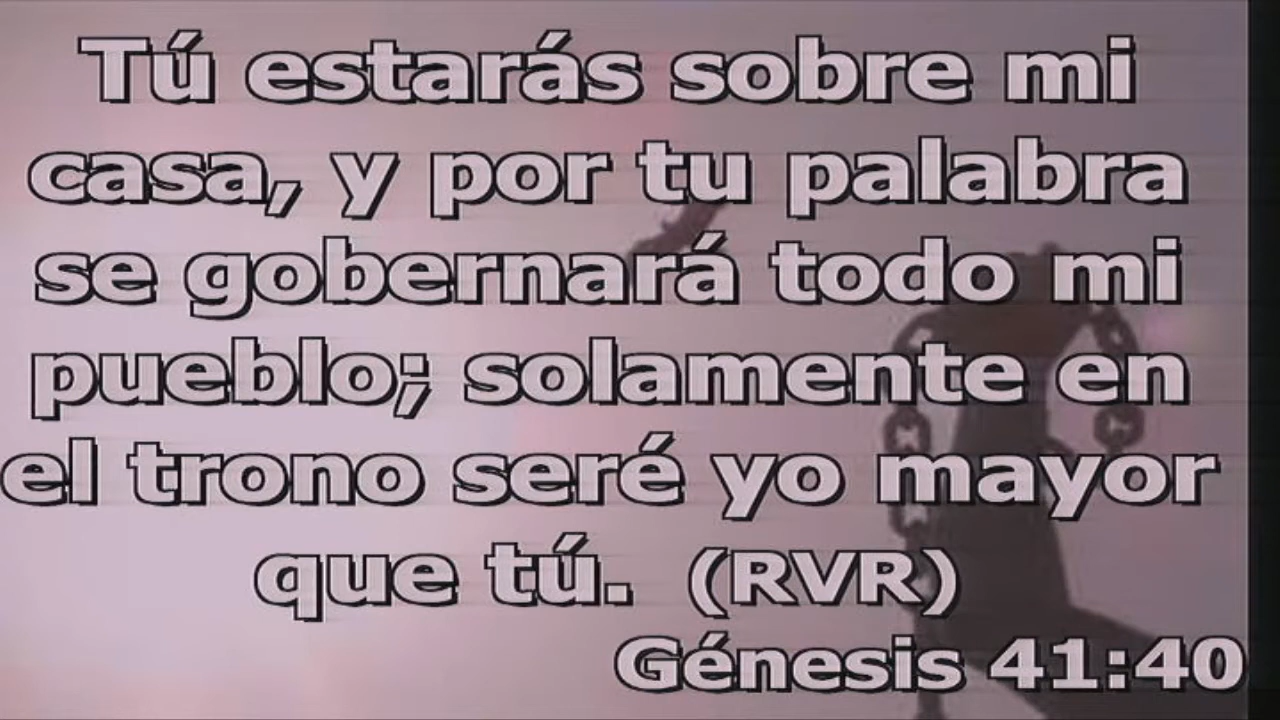 Tú estarás sobre mi
casa, y por tu palabra
se gobernará todo mi
pueblo; solamente en
el trono seré yo mayor
que tú. (RVR)
Génesis 41:40